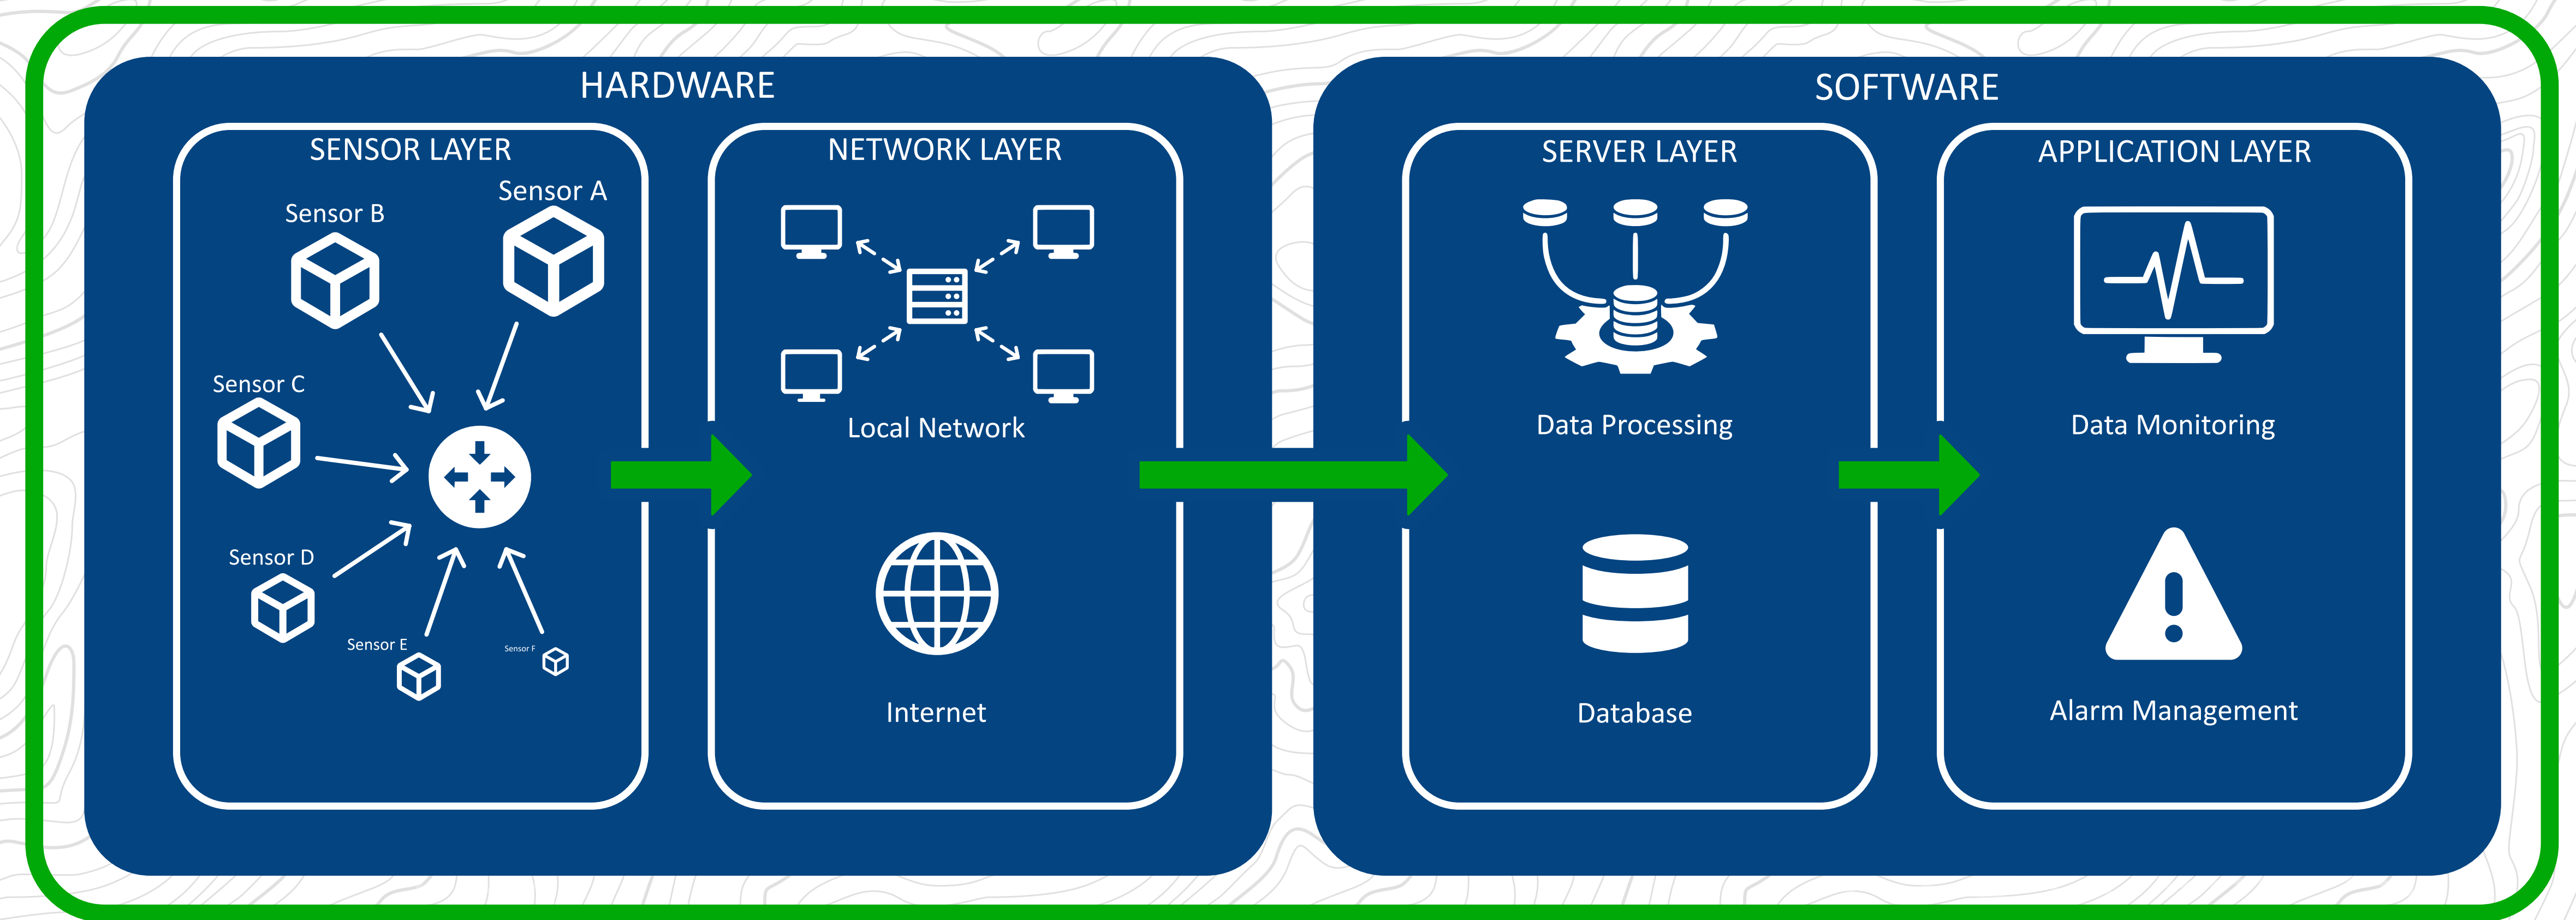 HARDWARE
SENSOR LAYER
Sensor A
Sensor B
Sensor C
Sensor D
Sensor E
Sensor F
NETWORK LAYER
Local Network
Internet
SOFTWARE
SERVER LAYER
Data Processing
Database
APPLICATION LAYER
Data Monitoring
Alarm Management